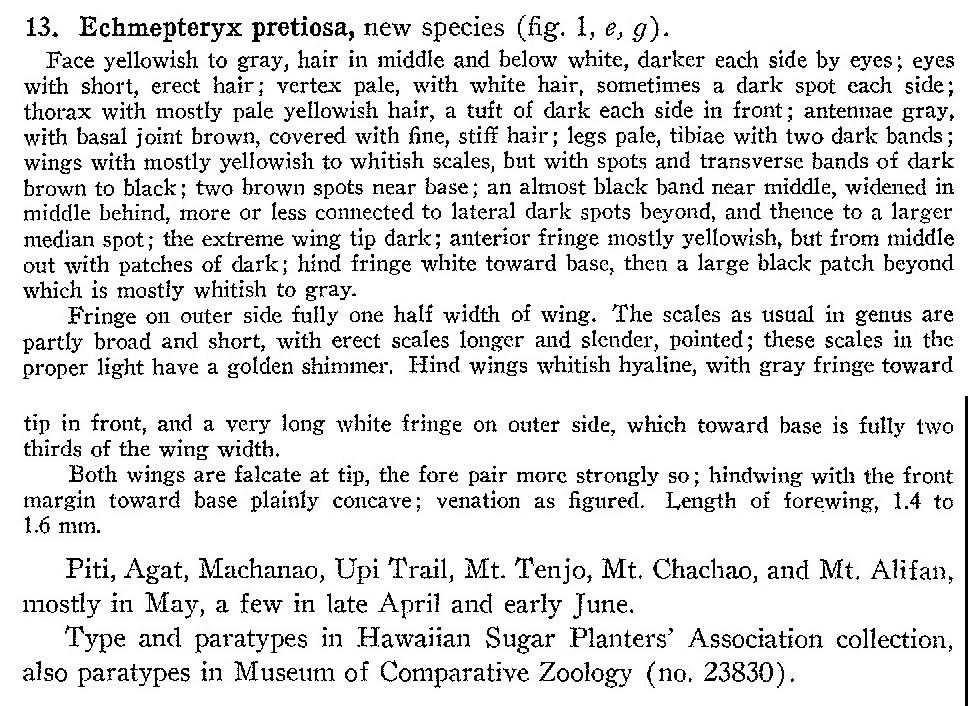 13. Echmepteryx pretiosa, new species (fig. 1, e, g).
Face yellowish to gray, hair in middle and below white, darker each side by eyes; eyes
with short, erect hair; vertex pale, with white hair, sometimes a dark spot each side;
thorax with mostly pale yellowish hair, a tuft of dark each side in front; antennae gray,
with basal joint brown, covered with fine, stiff hair; legs pale, tibiae with two dark bands;
wings with mostly yellowish to whitish scales, but with spots and transverse bands of dark
brown to black; two brown spots near base; an almost black band near middle, widened in
middle behind, more or less connected to lateral dark spots beyond, and thence to a larger
median spot; the extreme wing tip dark; anterior fringe mostly yellowish, but from middle
out with patches of dark; hind fringe white toward base, then a large black patch beyond
which is mostly whitish to gray.
Fringe on outer side fully one half width of wing. The scales as usual in genus are
partly broad and short, with erect scales longer and slender, pointed; these scales in the
proper light have a golden shimmer. Hind wings whitish hyaline, with gray fringe toward
tip in front, and a very long white fringe on outer side, which toward base is fully two
thirds of the wing width.
Both wings are falcate at tip, the fore pair more strongly so; hindwing with the front
margin toward base plainly concave; venation as figured. Length of forewing, 1.4 to
1.6 mm.
Piti, Agat, Machanao, Upi Trail, Mt. Tenjo, Mt. Chachao, and Mt. Alifan,
mostly in May, a few in late April and early June.
Type and paratypes in Hawaiian Sugar Planters' Association collection,
also paratypes in Museum of Comparative Zoology (no. 23830).